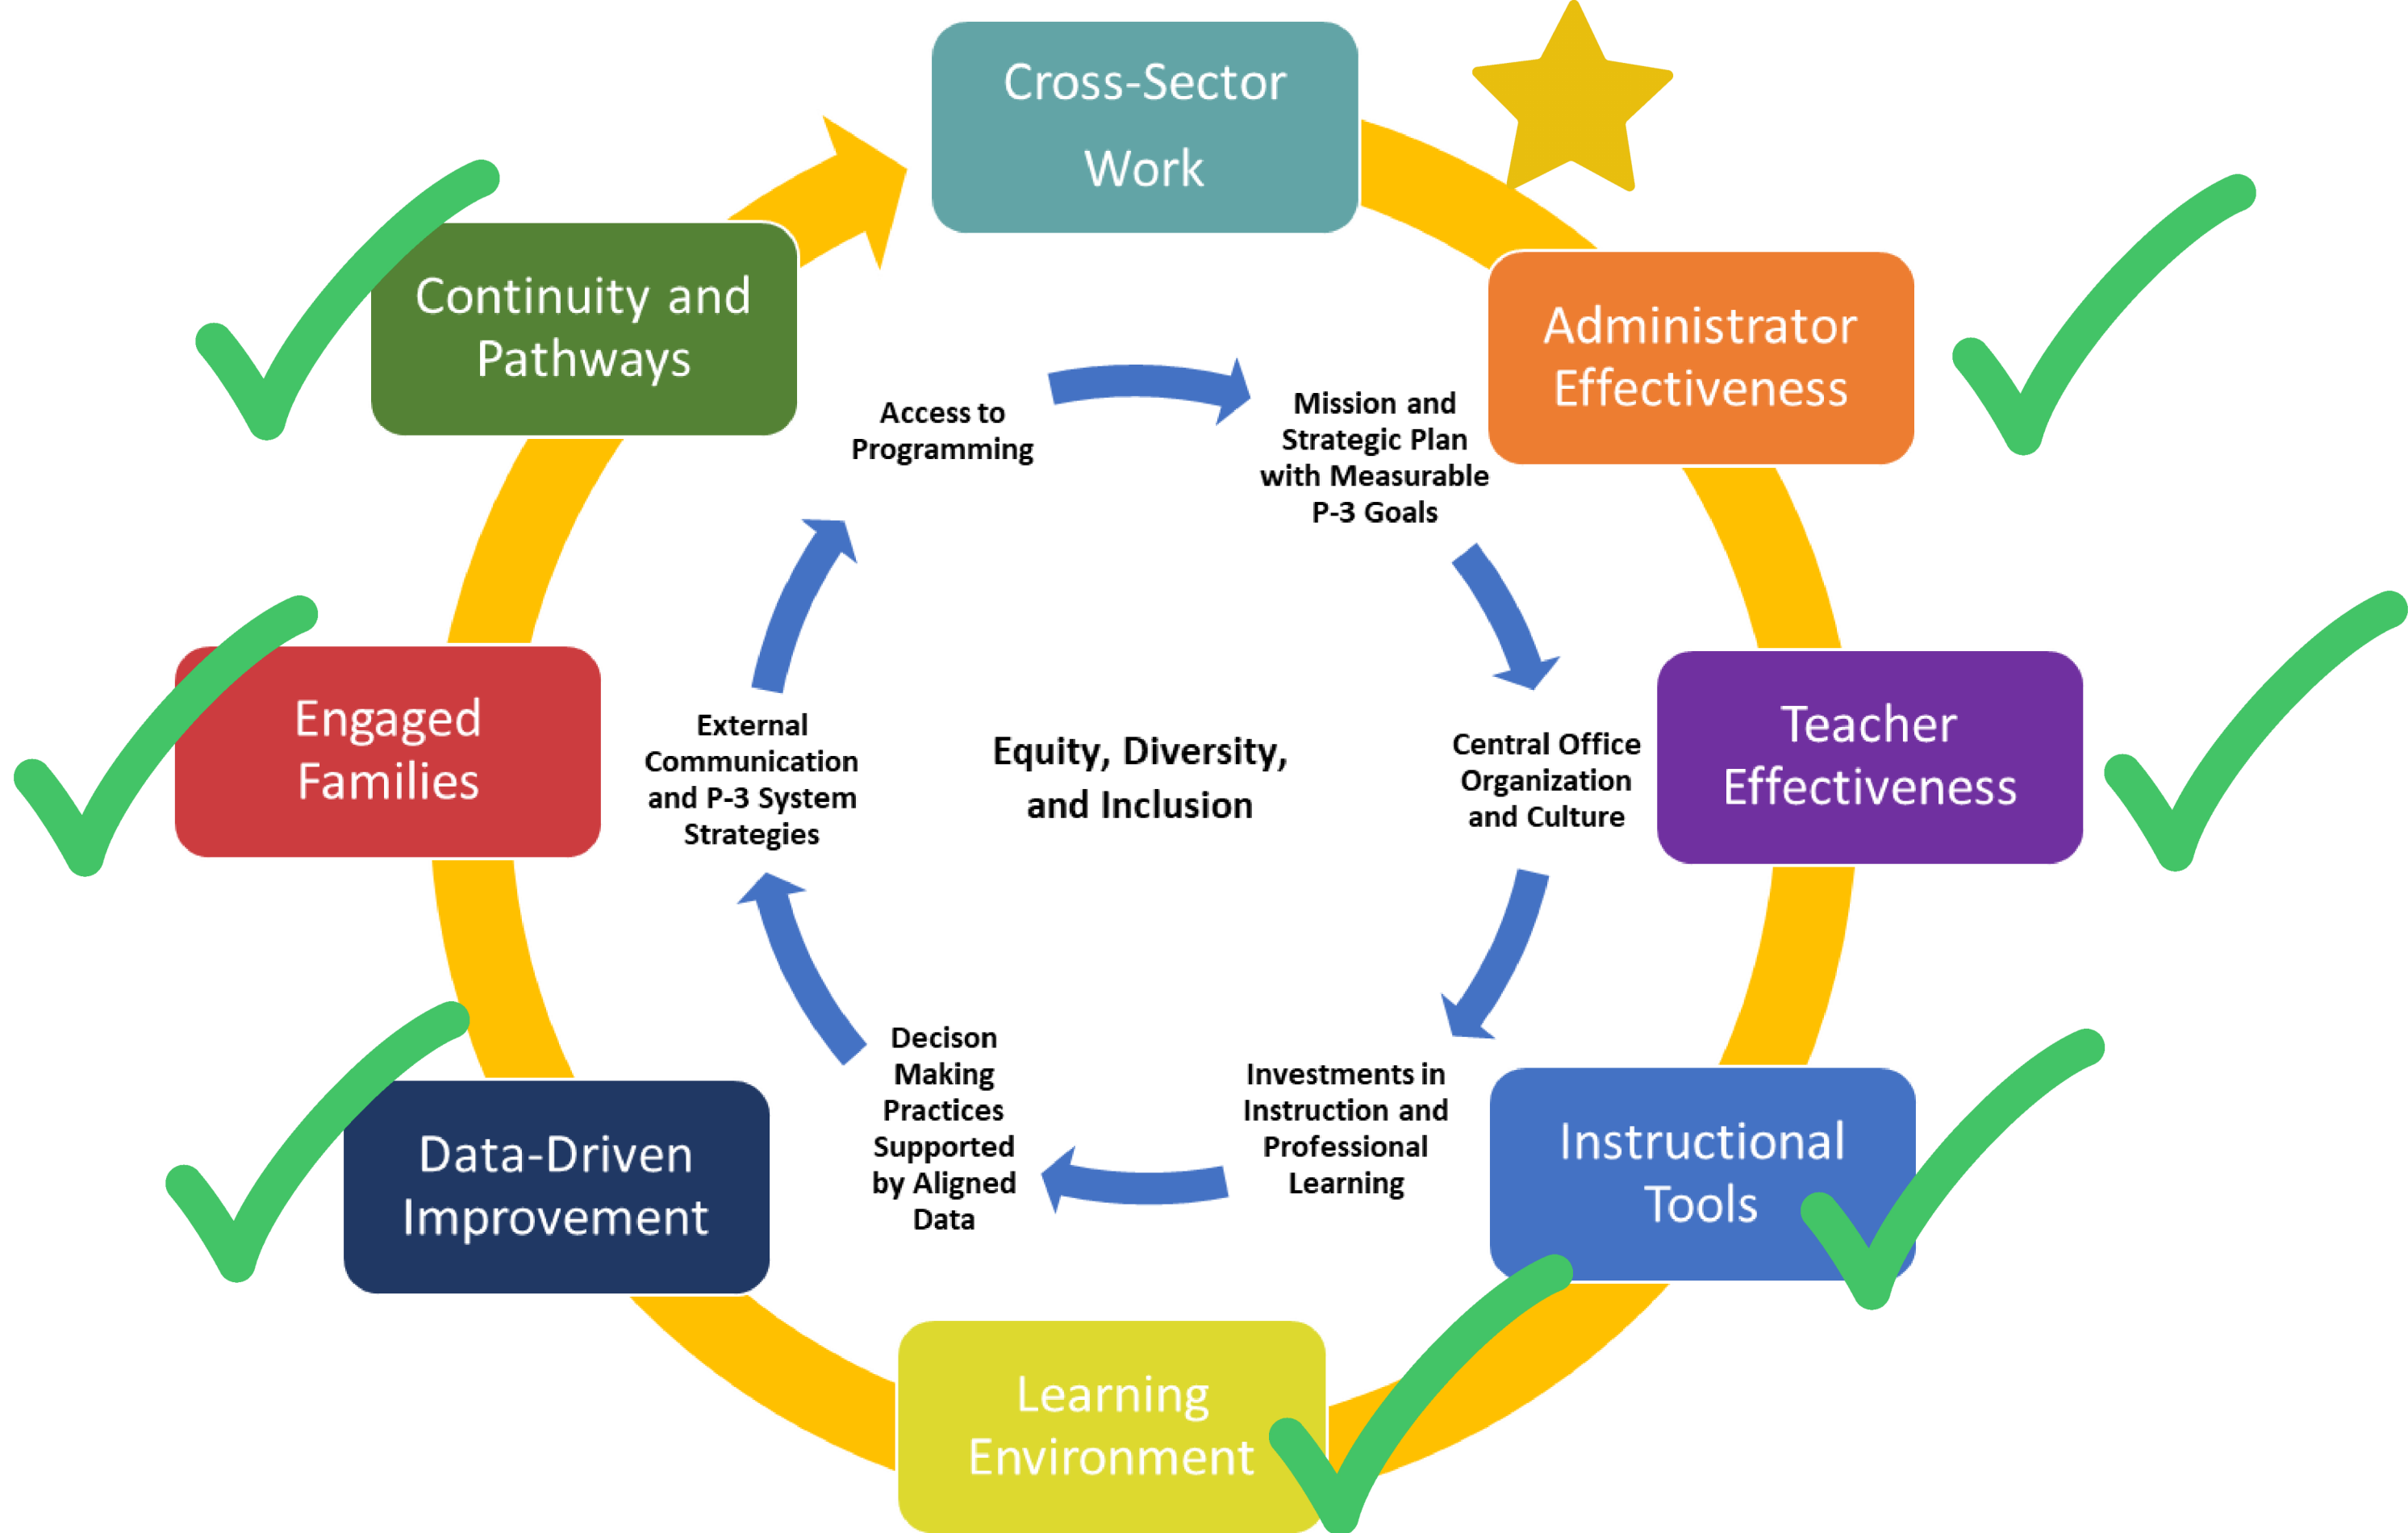 Cross-Sector
Work
Administrator
Effectiveness
Teacher
Effectiveness
Instructional
Tools
Learning
Environment
Data-Driven
Improvement
Engaged
Families
Continuity and
Pathways
Access to
Programming
Mission and
Strategic Plan
with Measurable
P-3 Goals
Central Office
Organization
and Culture
Investments in
Instruction and
Professional
Learning
Decison
Making
Practices
Supported
by Aligned
Data
External
Communication
and P-3 System
Strategies
Equity, Diversity,
and Inclusion